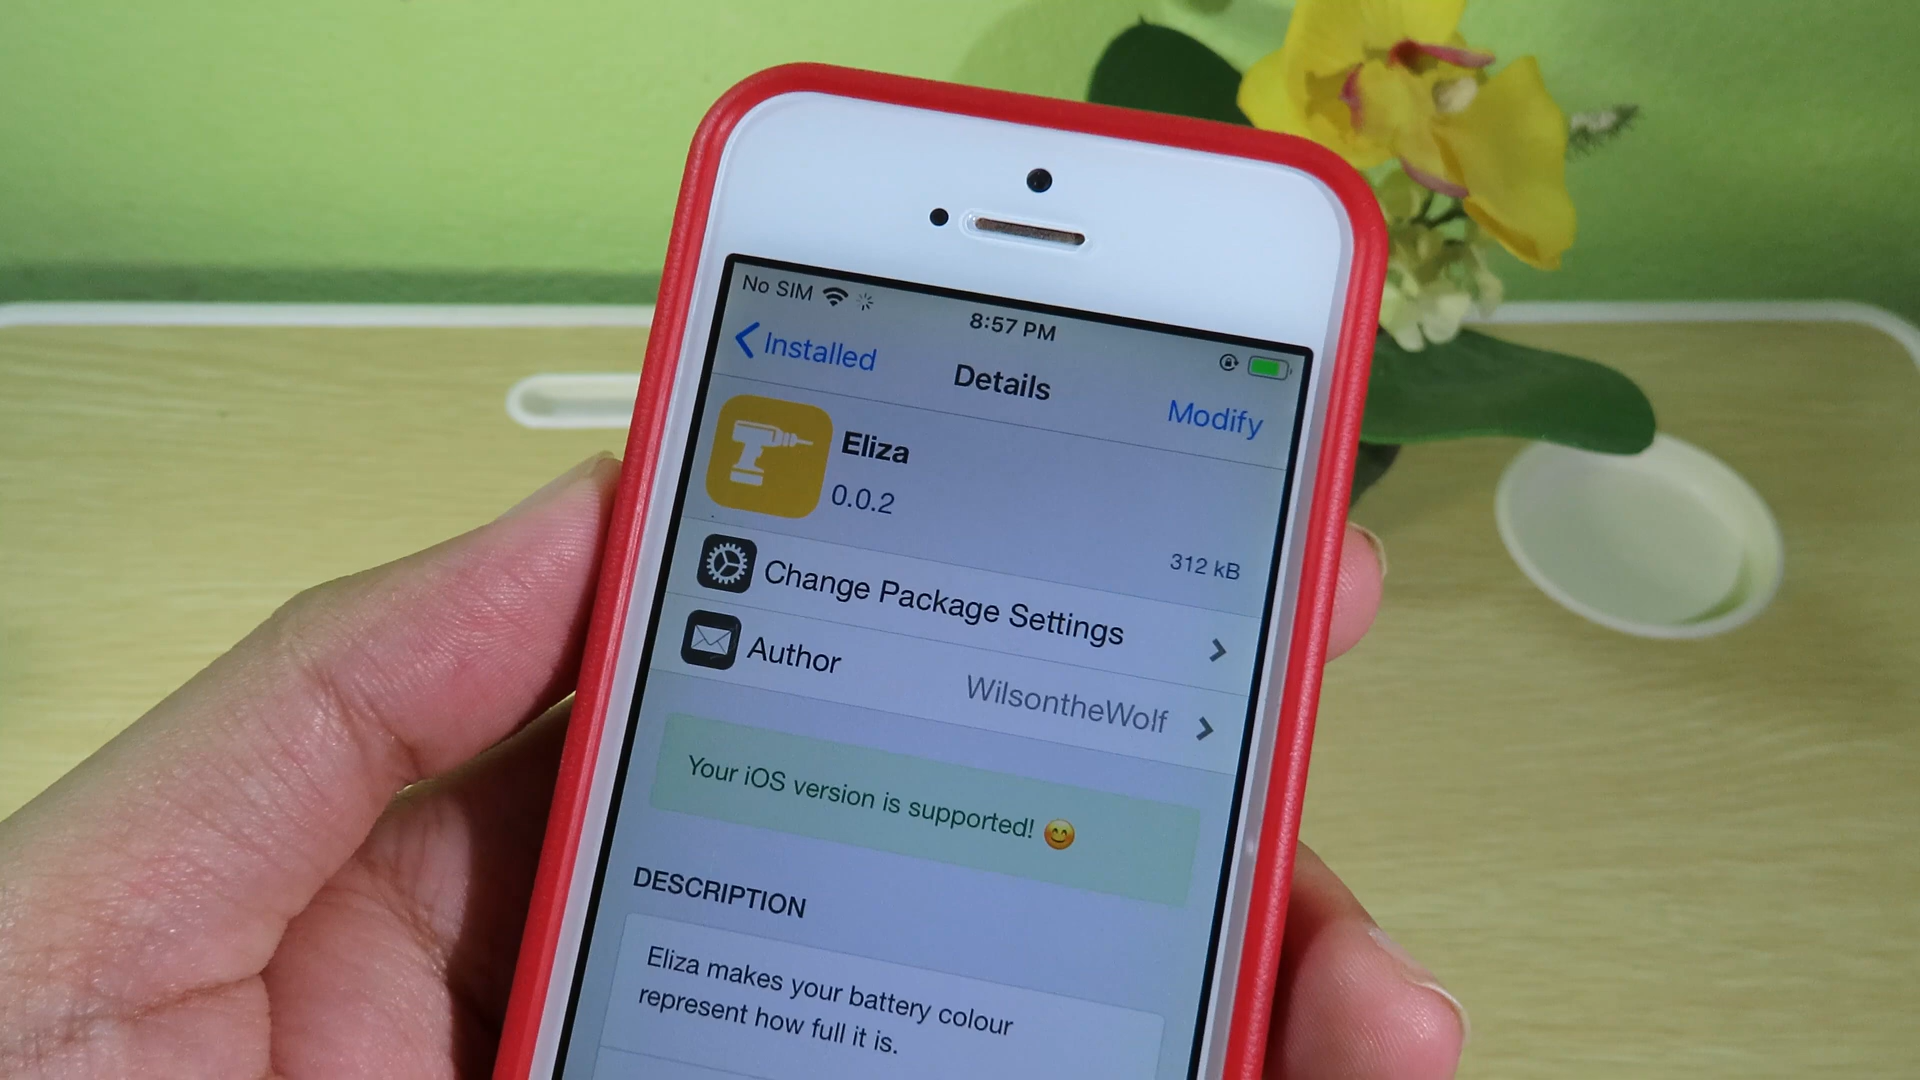 No SIM
8:57 PM
Installed
Details
Modify
Eliza
0.0.2
312 kB
Change Package Settings
Author
WilsontheWolf
Your iOS version is supported! 😊
DESCRIPTION
Eliza makes your battery colour
represent how full it is.